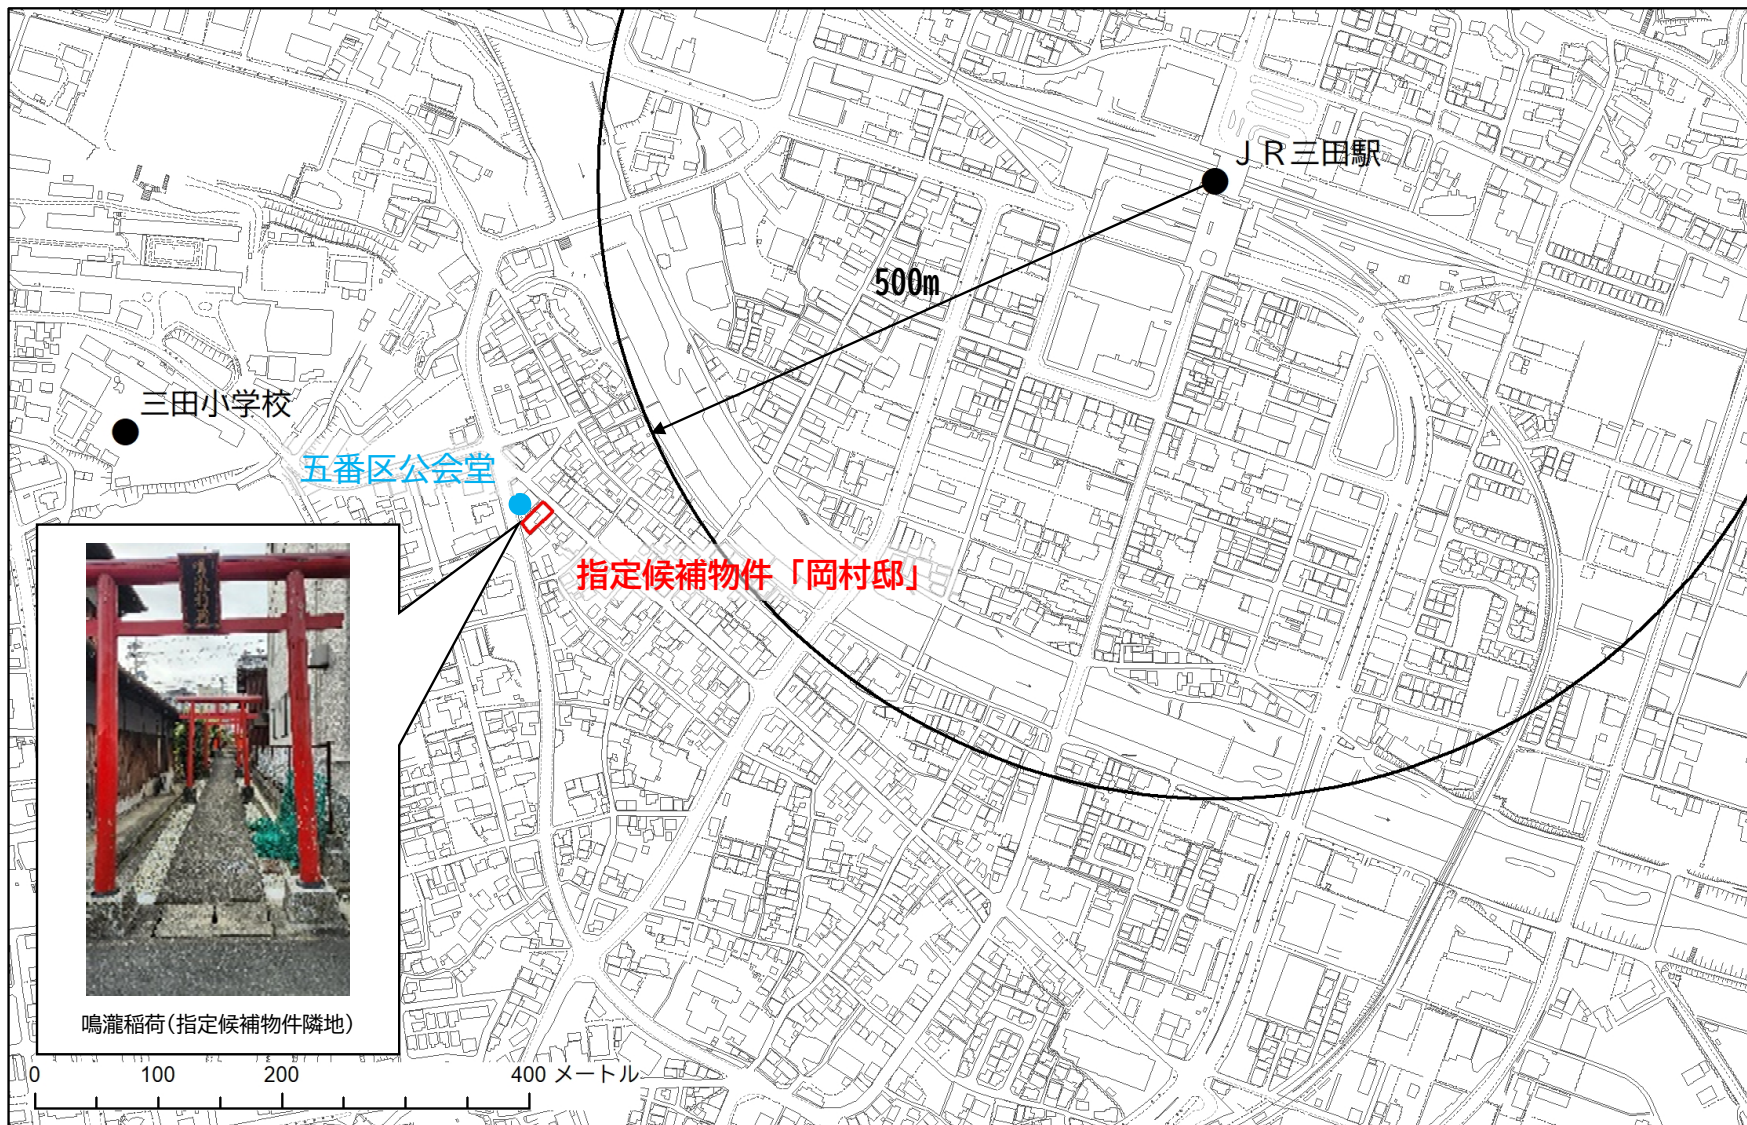 ＪＲ三田駅
500m
三田小学校
五番区公会堂
指定候補物件「岡村邸」
鳴瀧稲荷(指定候補物件隣地)
0 100 200 400 メートル